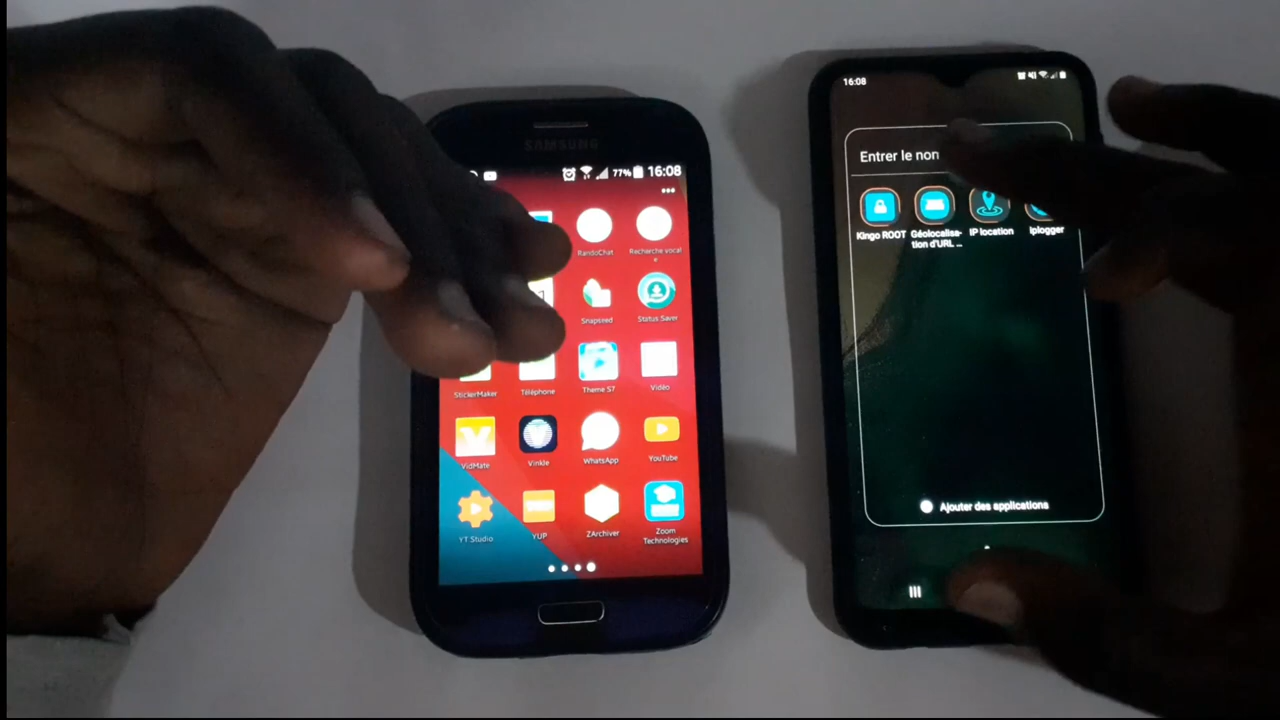 SAMSUNG
77% 16:08
RandoChat
Recherche vocal
e
Snapseed
Status Saver
StickerMaker
Téléphone
Theme S7
Vidéo
VidMate
Vinkle
WhatsApp
YouTube
YT Studio
YUP
ZArchiver
Zoom
Technologies
16:08
Entrer le non
Kingo ROOT
Géolocalisa-
tion d'URL ...
IP location
Iplogger
Ajouter des applications